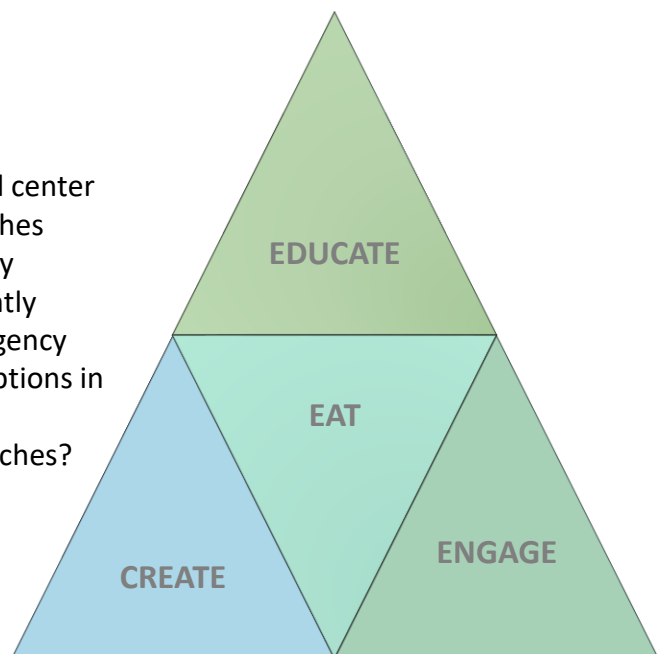 l center
hes
y
ntly
gency
ptions in
ches?
EDUCATE
EAT
ENGAGE
CREATE